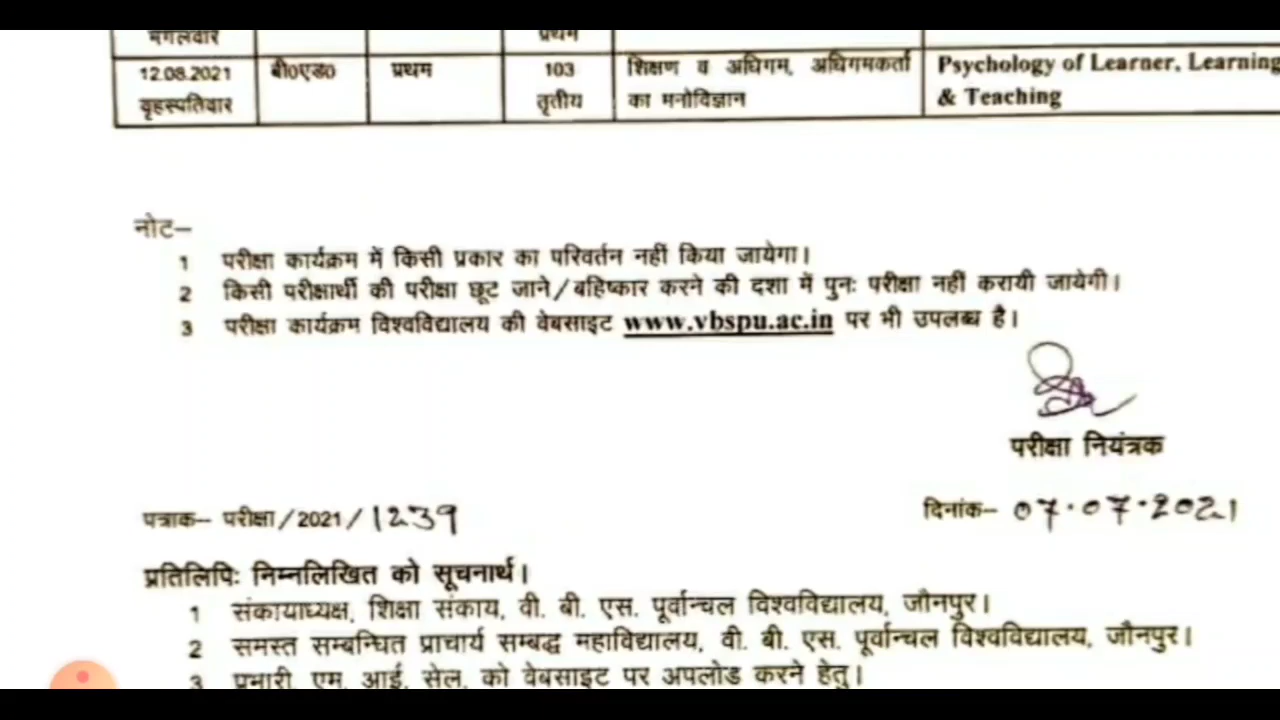 मंगलवार प्रथम
12.08.2021 बी0एड0 प्रथम 103 शिक्षण व अधिगम, अधिगमकर्ता Psychology of Learner, Learning
वृहस्पतिवार तृतीय का मनोविज्ञान & Teaching
नोट–
1 परीक्षा कार्यक्रम में किसी प्रकार का परिवर्तन नहीं किया जायेगा।
2 किसी परीक्षार्थी की परीक्षा छूट जाने/बहिष्कार करने की दशा में पुनः परीक्षा नहीं करायी जायेगी।
3 परीक्षा कार्यक्रम विश्वविद्यालय की वेबसाइट www.vbspu.ac.in पर भी उपलब्ध है।
परीक्षा नियंत्रक
पत्राक– परीक्षा/2021/1239 दिनांक– 07.07.2021
प्रतिलिपिः निम्नलिखित को सूचनार्थ।
1 संकायाध्यक्ष, शिक्षा संकाय, वी. बी. एस. पूर्वान्चल विश्वविद्यालय, जौनपुर।
2 समस्त सम्बन्धित प्राचार्य सम्बद्ध महाविद्यालय, वी. बी. एस. पूर्वान्चल विश्वविद्यालय, जौनपुर।
3 प्रभारी, एम. आई. सेल, को वेबसाइट पर अपलोड करने हेतु।